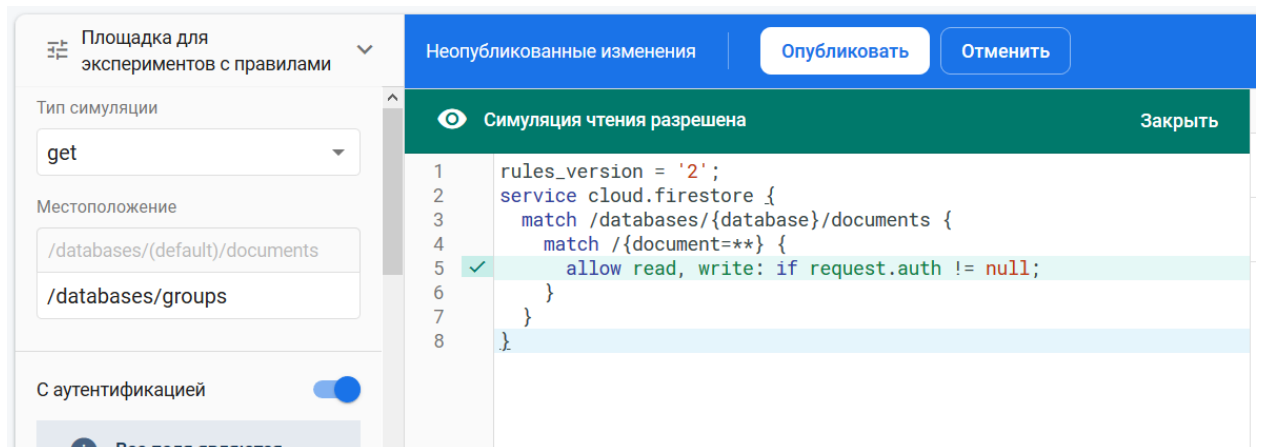 Площадка для
экспериментов с правилами
Неопубликованные изменения
Опубликовать
Отменить
Тип симуляции
get
Местоположение
/databases/(default)/documents
/databases/groups
С аутентификацией
Симуляция чтения разрешена
Закрыть
1 rules_version = '2';
2 service cloud.firestore {
3 match /databases/{database}/documents {
4 match /{document=**} {
5 allow read, write: if request.auth != null;
6 }
7 }
8 }